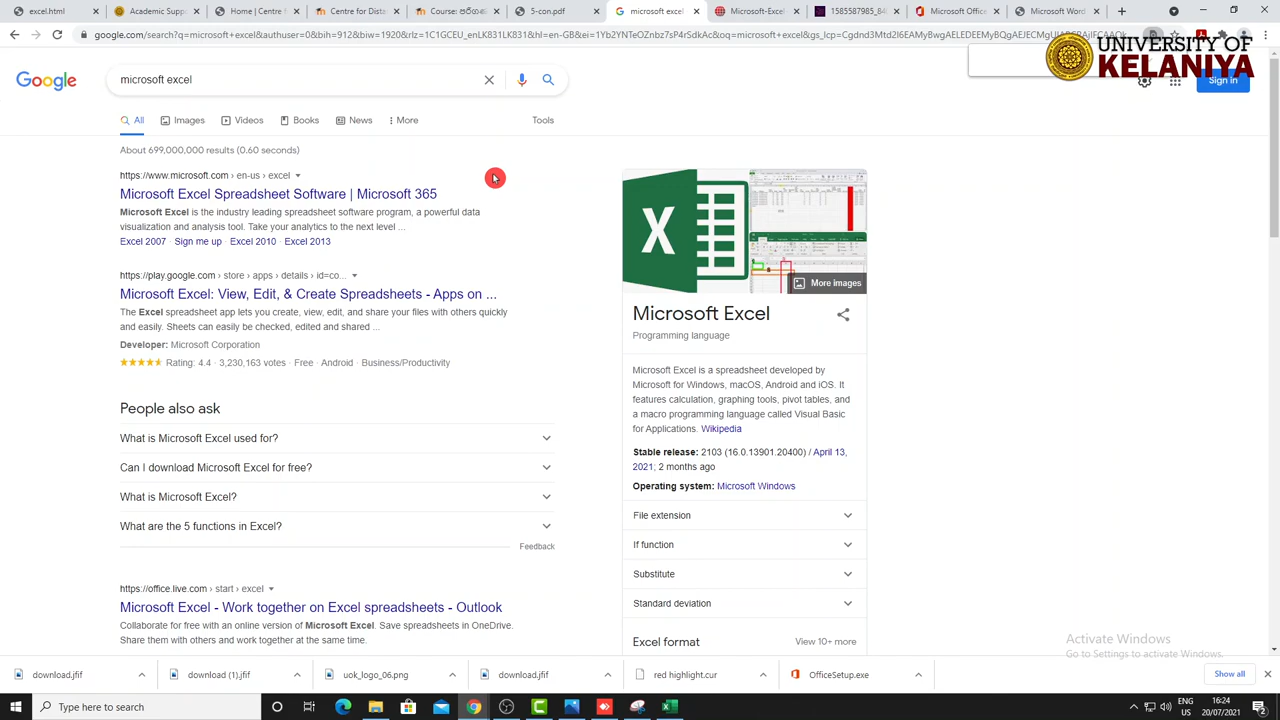 excel.html
Academic Suppo
Home | Centre f
Centre for Distan
5-con.pdf
microsoft excel
Microsoft-Excel-
1585587985_84
Microsoft Office
Microsoft Word
UNIVERSITY OF
KELANIYA
Google
microsoft excel
Sign in
All
Images
Videos
Books
News
More
Tools
About 699,000,000 results (0.60 seconds)
https://www.microsoft.com › en-us › excel
Microsoft Excel Spreadsheet Software | Microsoft 365
Microsoft Excel is the industry leading spreadsheet software program, a powerful data
visualization and analysis tool. Take your analytics to the next level ...
Excel 2007 Sign me up Excel 2010 Excel 2013
https://play.google.com › store › apps › details › id=co...
Microsoft Excel: View, Edit, & Create Spreadsheets - Apps on ...
The Excel spreadsheet app lets you create, view, edit, and share your files with others quickly
and easily. Sheets can easily be checked, edited and shared ...
Developer: Microsoft Corporation
Rating: 4.4 · 3,230,163 votes · Free · Android · Business/Productivity
People also ask
What is Microsoft Excel used for?
Can I download Microsoft Excel for free?
What is Microsoft Excel?
What are the 5 functions in Excel?
Feedback
https://office.live.com › start › excel
Microsoft Excel - Work together on Excel spreadsheets - Outlook
Collaborate for free with an online version of Microsoft Excel. Save spreadsheets in OneDrive.
Share them with others and work together at the same time.
X
More images
Microsoft Excel
Programming language
Microsoft Excel is a spreadsheet developed by
Microsoft for Windows, macOS, Android and iOS. It
features calculation, graphing tools, pivot tables, and
a macro programming language called Visual Basic
for Applications. Wikipedia
Stable release: 2103 (16.0.13901.20400) / April 13,
2021; 2 months ago
Operating system: Microsoft Windows
File extension
If function
Substitute
Standard deviation
Excel format
View 10+ more
Activate Windows
Go to Settings to activate Windows.
download.jfif
download (1).jfif
uok_logo_06.png
download.jfif
red highlight.cur
OfficeSetup.exe
Show all
Type here to search
ENG
US
16:24
20/07/2021
2